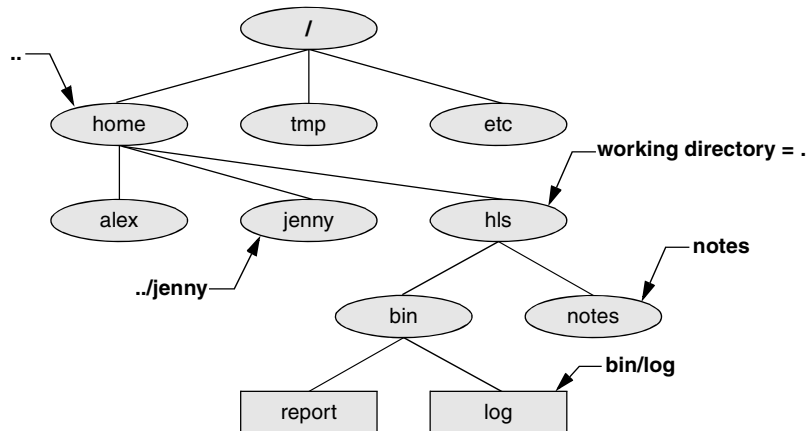 /
..
home
tmp
etc
working directory = .
alex
jenny
hls
../jenny
notes
bin
notes
bin/log
report
log